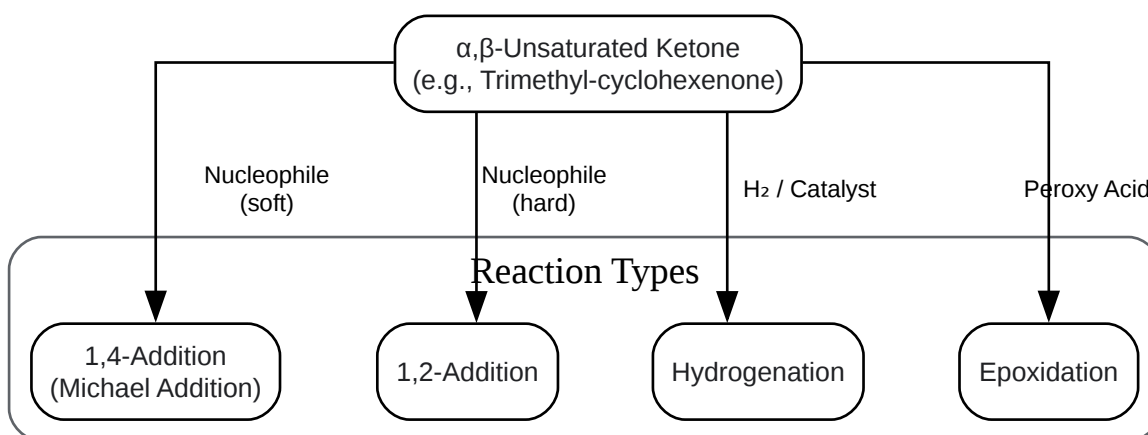 α,β-Unsaturated Ketone
(e.g., Trimethyl-cyclohexenone)
Nucleophile
(soft)
Nucleophile
(hard)
H₂ / Catalyst
Peroxy Acid
Reaction Types
1,4-Addition
(Michael Addition)
1,2-Addition
Hydrogenation
Epoxidation